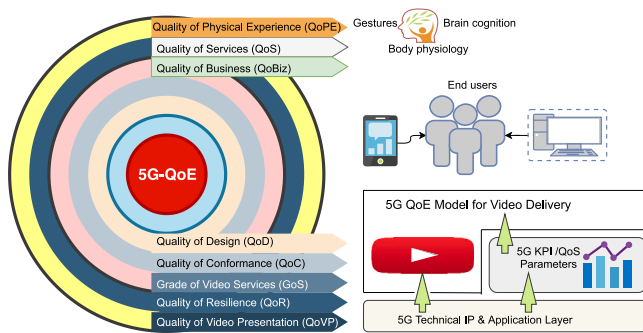 Quality of Physical Experience (QoPE)
Quality of Services (QoS)
Quality of Business (QoBiz)
Gestures
Brain cognition
Body physiology
End users
5G-QoE
Quality of Design (QoD)
Quality of Conformance (QoC)
Grade of Video Services (GoS)
Quality of Resilience (QoR)
Quality of Video Presentation (QoVP)
5G QoE Model for Video Delivery
5G KPI /QoS
Parameters
5G Technical IP & Application Layer